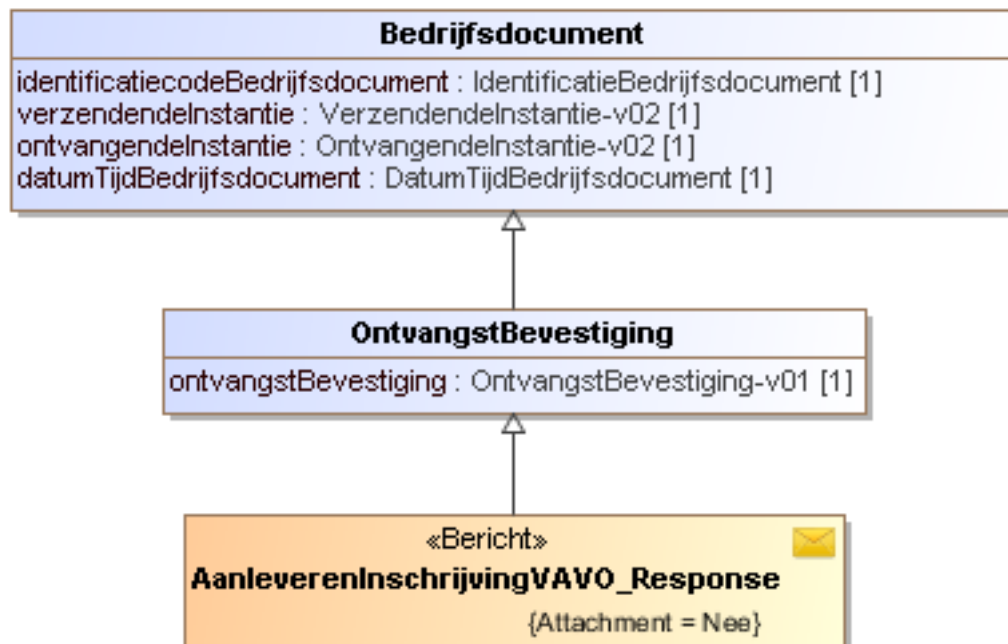 Bedrijfsdocument
identificatiecodeBedrijfsdocument : IdentificatieBedrijfsdocument [1]
verzendendeInstantie : VerzendendeInstantie-v02 [1]
ontvangendeInstantie : OntvangendeInstantie-v02 [1]
datumTijdBedrijfsdocument : DatumTijdBedrijfsdocument [1]
OntvangstBevestiging
ontvangstBevestiging : OntvangstBevestiging-v01 [1]
«Bericht»
AanleverenInschrijvingVAVO_Response
{Attachment = Nee}